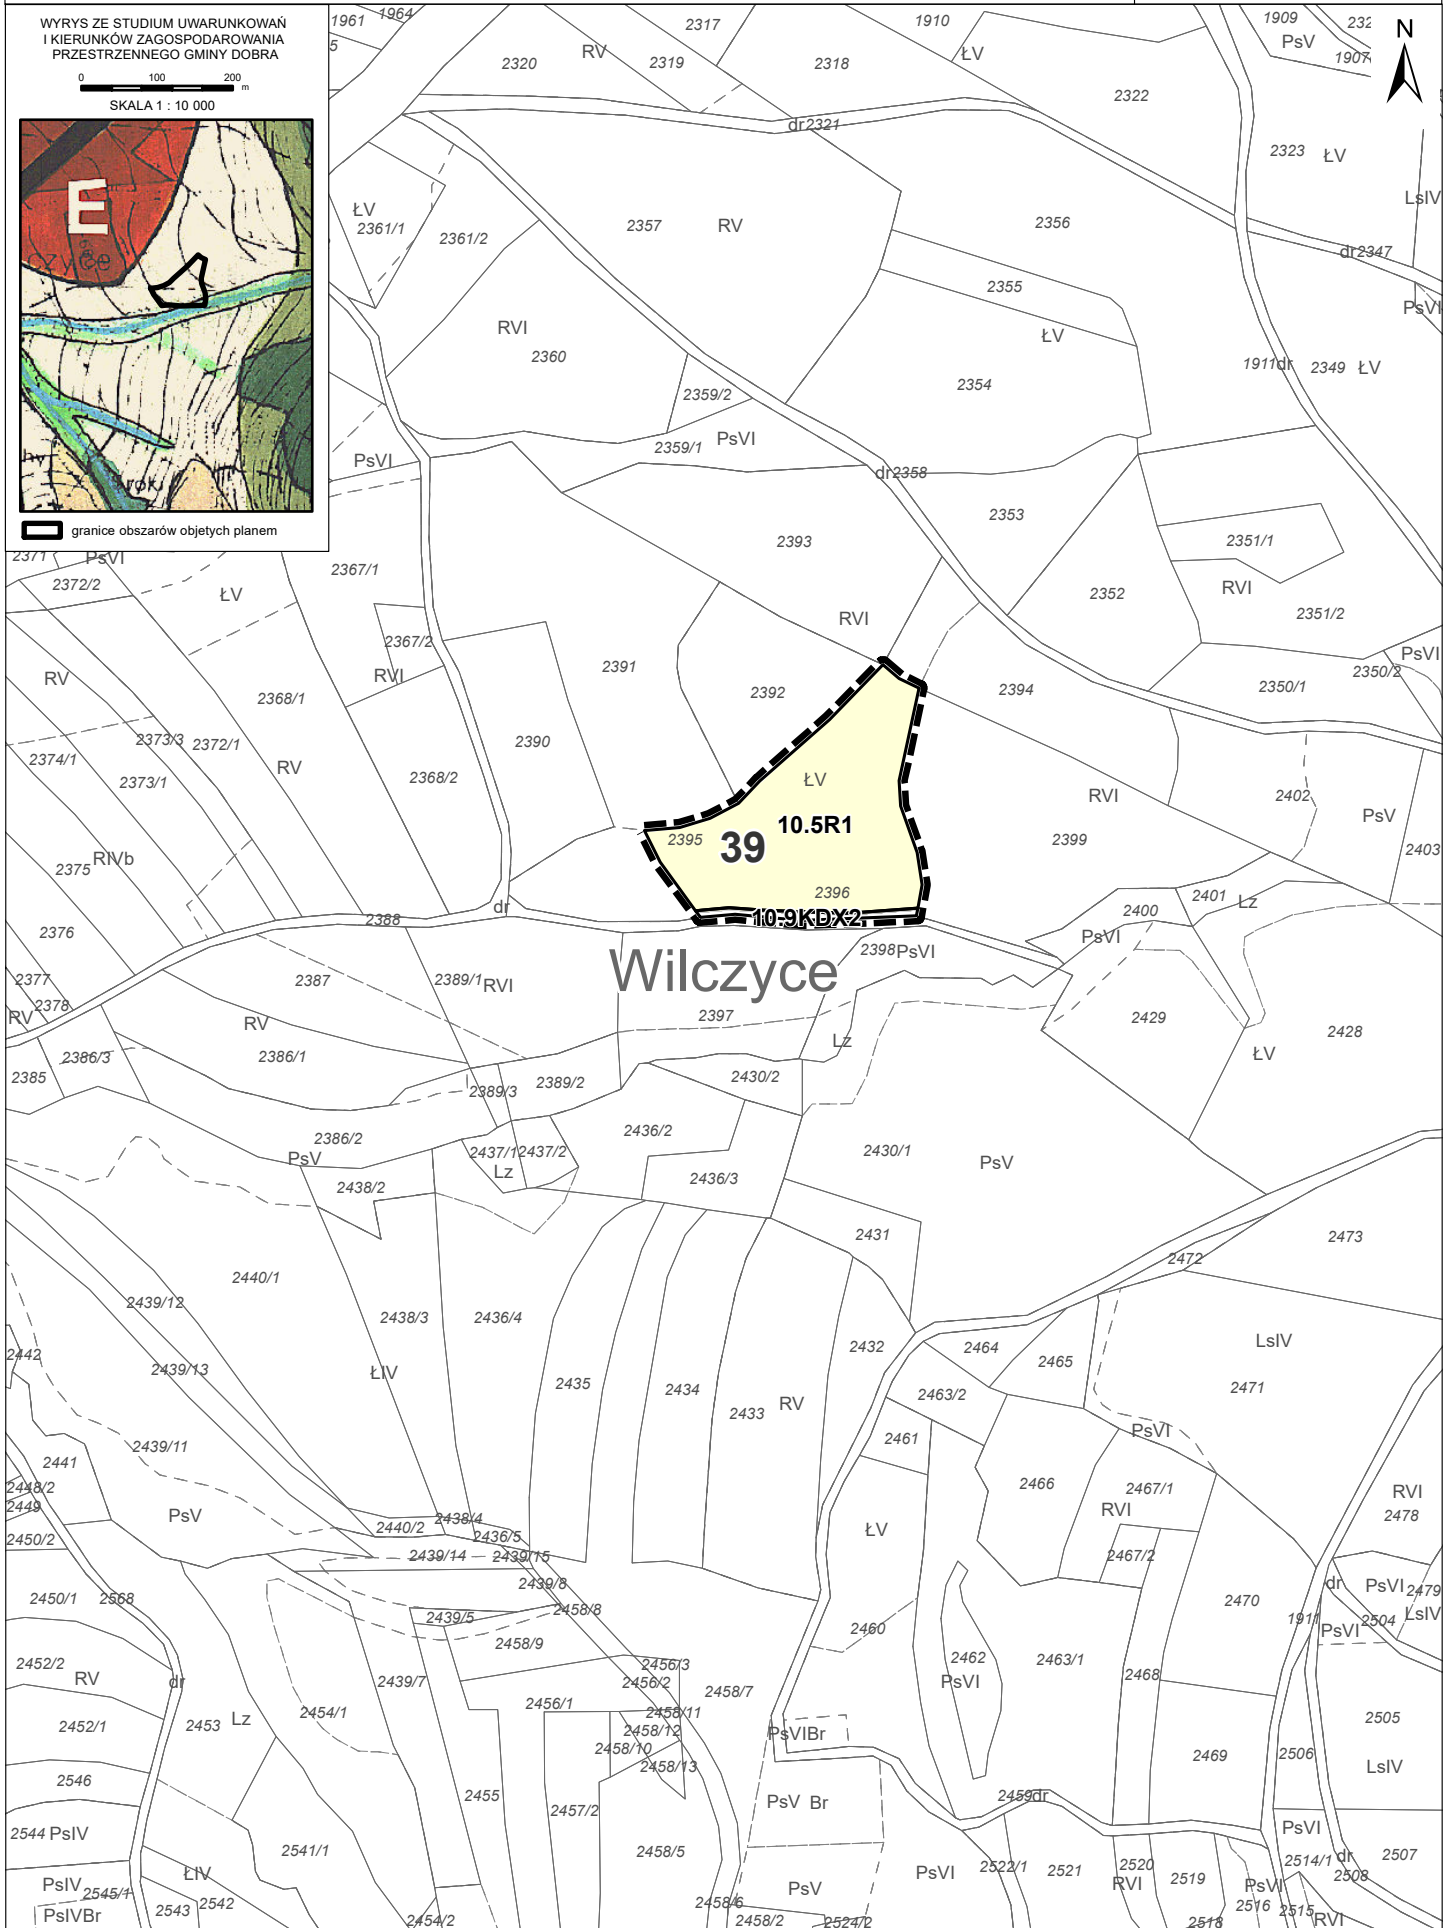 WYRYS ZE STUDIUM UWARUNKOWAŃ
I KIERUNKÓW ZAGOSPODAROWANIA
PRZESTRZENNEGO GMINY DOBRA
0 100 200 m
SKALA 1 : 10 000
E
czyce
granice obszarów objetych planem
N
1961 1964 2317 1910 1909
5 RV ŁV PsV
2320 2319 2318 1907
2322
dr2321
2323 ŁV
LsIV
ŁV
2361/1 2361/2 2357 RV 2356
dr2347
2355
PsVI
RVI
2360 ŁV
1911dr 2349 ŁV
2354
2359/2
2359/1 PsVI
PsVI dr2358
2353
2393 2351/1
2371 PsVI
2372/2 2367/1
ŁV 2352 RVI
2351/2
RVI
2367/2
2391 PsVI
RV RVI 2392 2394 2350/1 2350/2
2368/1
2373/3 2372/1 2390
2374/1 2373/1 RV 2368/2
ŁV RVI 2402
PsV
10.5R1
2395 39 2399 2403
2375 RIVb
2396 2401 Lz
dr 2388 10.9KDX2 2400
2376 PsVI
2398PsVI
Wilczyce
2377 2387 2389/1 RVI
2378
RV RV 2397 2429 2428
2386/3 2386/1 Lz ŁV
2385 2389/2 2430/2
2389/3
2386/2 2436/2
PsV 2437/1 2437/2 2430/1 PsV
Lz
2438/2 2436/3
2431 2473
2472
2440/1
2439/12 2438/3 2436/4
2432 2464 LsIV
2442 2439/13 ŁIV 2465
2435 2434 2463/2 2471
2433 RV
2439/11 2461 PsVI
2441
2448/2 2466 2467/1 RVI
2449 PsV 2438/4 RVI 2478
2440/2 ŁV
2450/2 2436/5
2439/14 2439/15 2467/2
2439/8 dr PsVI 2479
2450/1 2568 2458/8 2470
2439/5 1911 2504 LsIV
2460 PsVI
2458/9
2452/2 2456/3 2462 2463/1
RV dr 2439/7 2456/2 2458/7 PsVI 2468
2456/1
2454/1 2458/11
2452/1 2453 Lz 2458/12 PsVIBr 2505
2458/10 2469 2506
2458/13 LsIV
2546
2455 2459dr
2457/2 PsV Br
2544 PsIV PsVI
2541/1 2458/5 2514/1 dr 2507
ŁIV PsVI 2522/1 2521 2520 2519 2508
PsIV 2545/1 PsV RVI PsVI
PsIVBr 2543 2542 2458/6 2516 2515
2454/2 2458/2 2524/2 2518 RVI